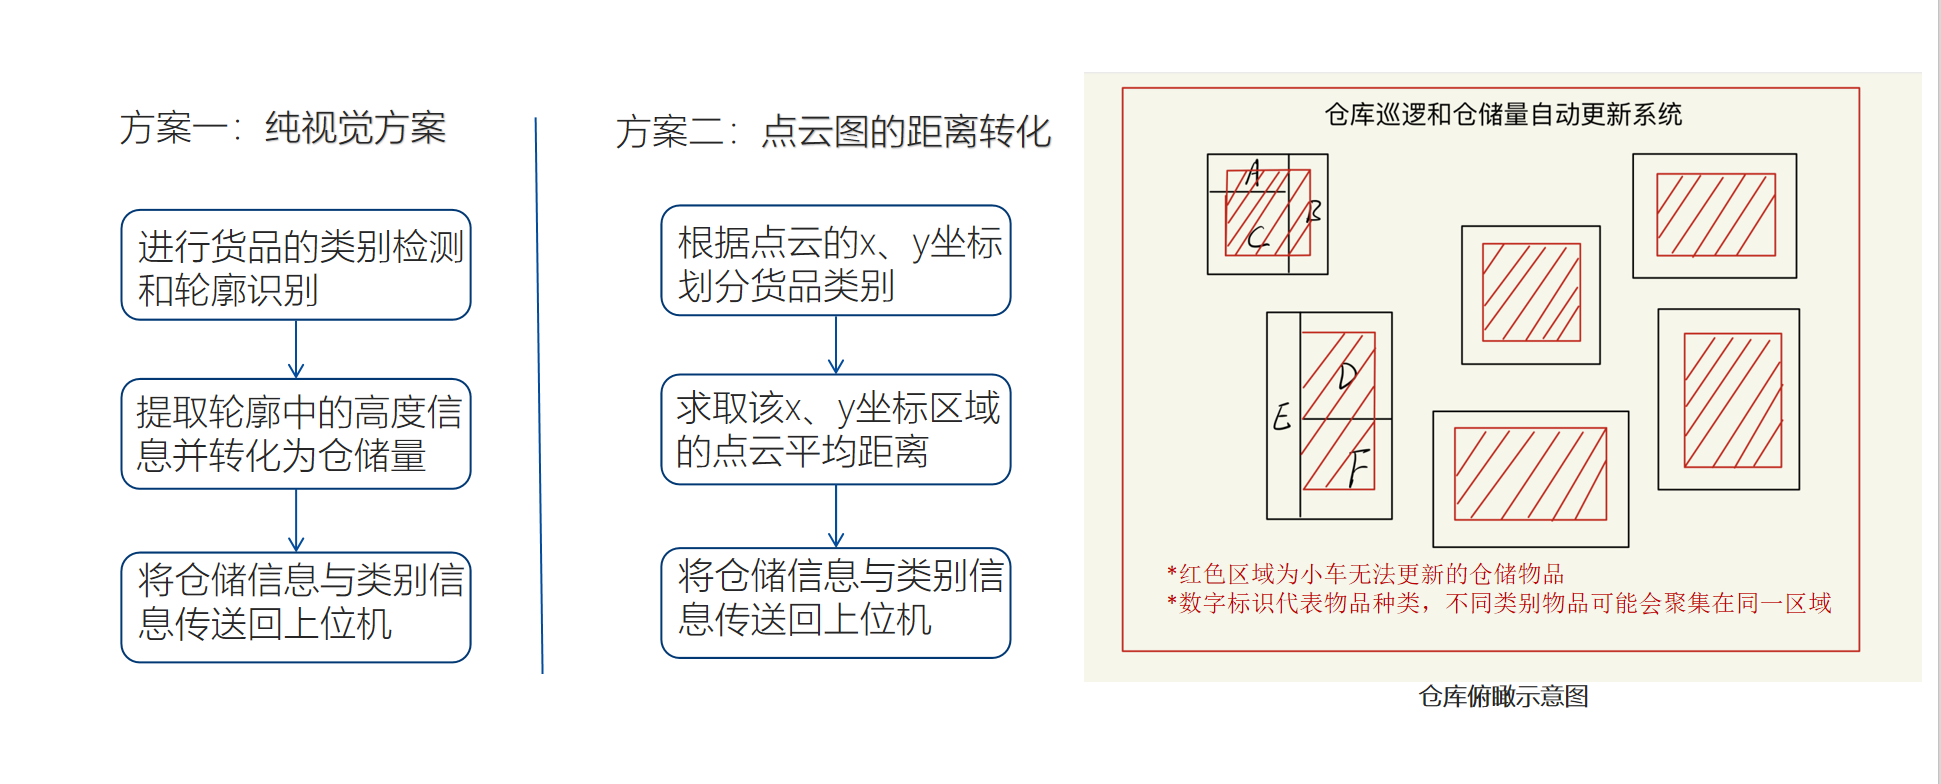 方案一：纯视觉方案
进行货品的类别检测
和轮廓识别
提取轮廓中的高度信
息并转化为仓储量
将仓储信息与类别信
息传送回上位机
方案二：点云图的距离转化
根据点云的x、y坐标
划分货品类别
求取该x、y坐标区域
的点云平均距离
将仓储信息与类别信
息传送回上位机
仓库巡逻和仓储量自动更新系统
A
B
C
D
E
F
*红色区域为小车无法更新的仓储物品
*数字标识代表物品种类，不同类别物品可能会聚集在同一区域
仓库俯瞰示意图